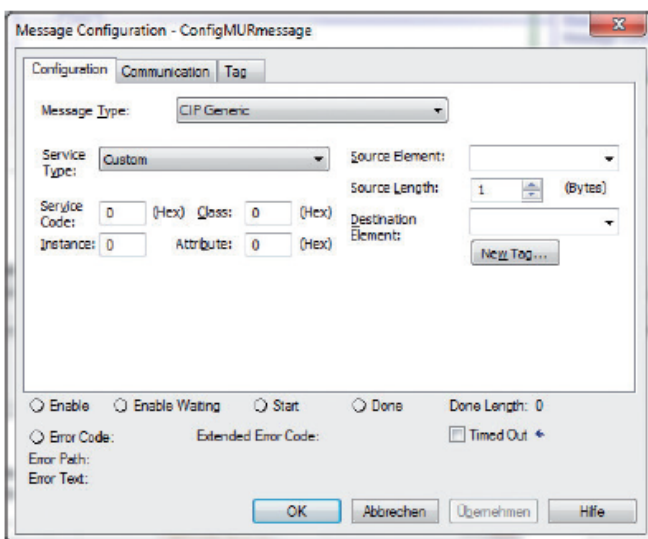 Message Configuration - ConfigMURmessage
Configuration Communication Tag
Message Type: CIP Generic
Service Type: Custom
Source Element:
Source Length: 1 (Bytes)
Service Code: 0 (Hex) Class: 0 (Hex)
Destination Element:
Instance: 0 Attribute: 0 (Hex)
New Tag...
Enable Enable Waiting Start Done Done Length: 0
Error Code: Extended Error Code: Timed Out
Error Path:
Error Text:
OK Abbrechen Übernehmen Hilfe